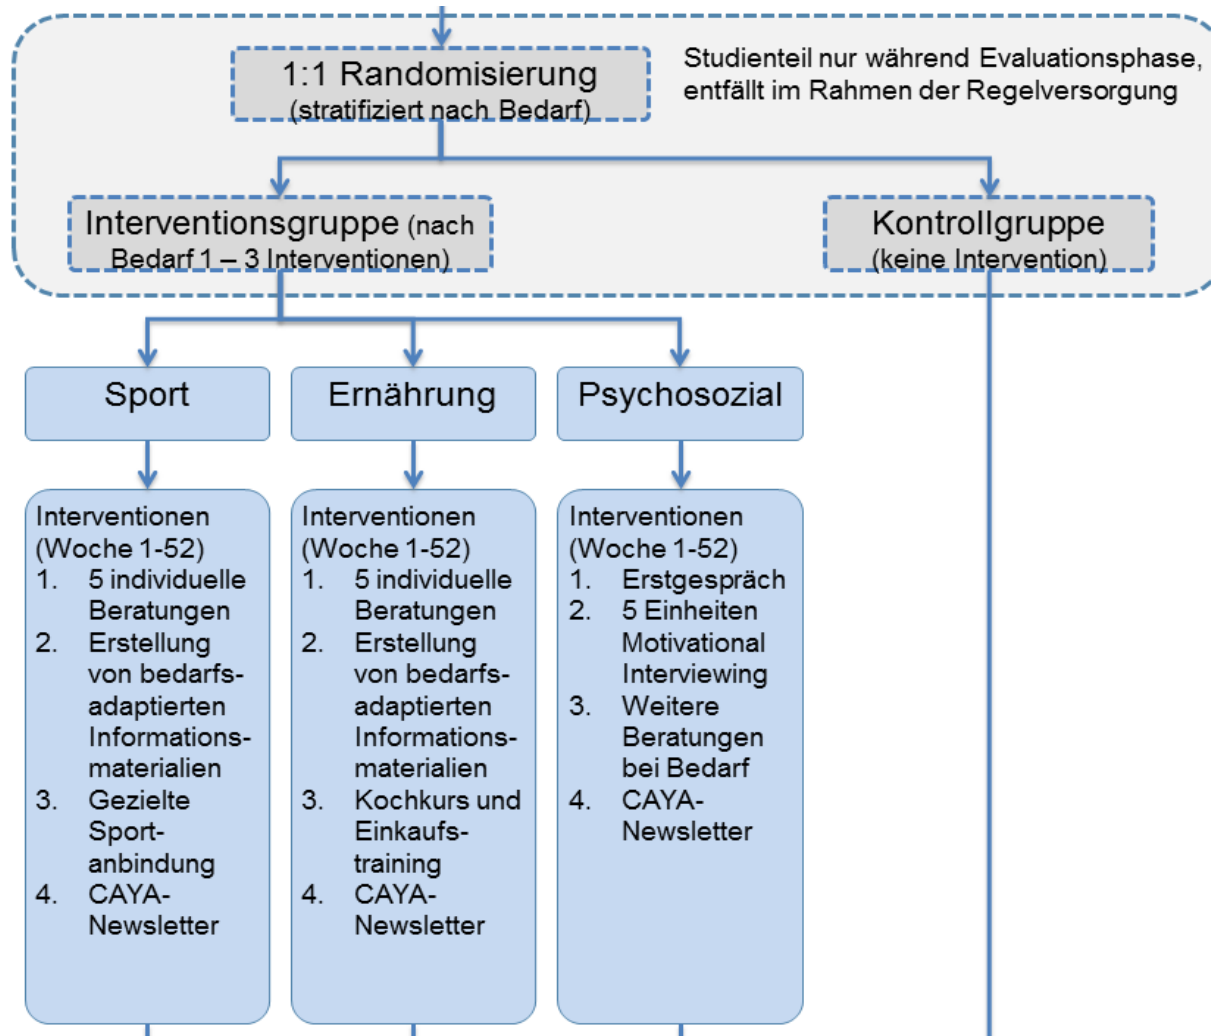 1:1 Randomisierung
(stratifiziert nach Bedarf)
Studienteil nur während Evaluationsphase,
entfällt im Rahmen der Regelversorgung
Interventionsgruppe (nach
Bedarf 1 – 3 Interventionen)
Kontrollgruppe
(keine Intervention)
Sport
Ernährung
Psychosozial
Interventionen
(Woche 1-52)
1. 5 individuelle
Beratungen
2. Erstellung
von bedarfs-
adaptierten
Informations-
materialien
3. Gezielte
Sport-
anbindung
4. CAYA-
Newsletter
Interventionen
(Woche 1-52)
1. 5 individuelle
Beratungen
2. Erstellung
von bedarfs-
adaptierten
Informations-
materialien
3. Kochkurs und
Einkaufs-
training
4. CAYA-
Newsletter
Interventionen
(Woche 1-52)
1. Erstgespräch
2. 5 Einheiten
Motivational
Interviewing
3. Weitere
Beratungen
bei Bedarf
4. CAYA-
Newsletter